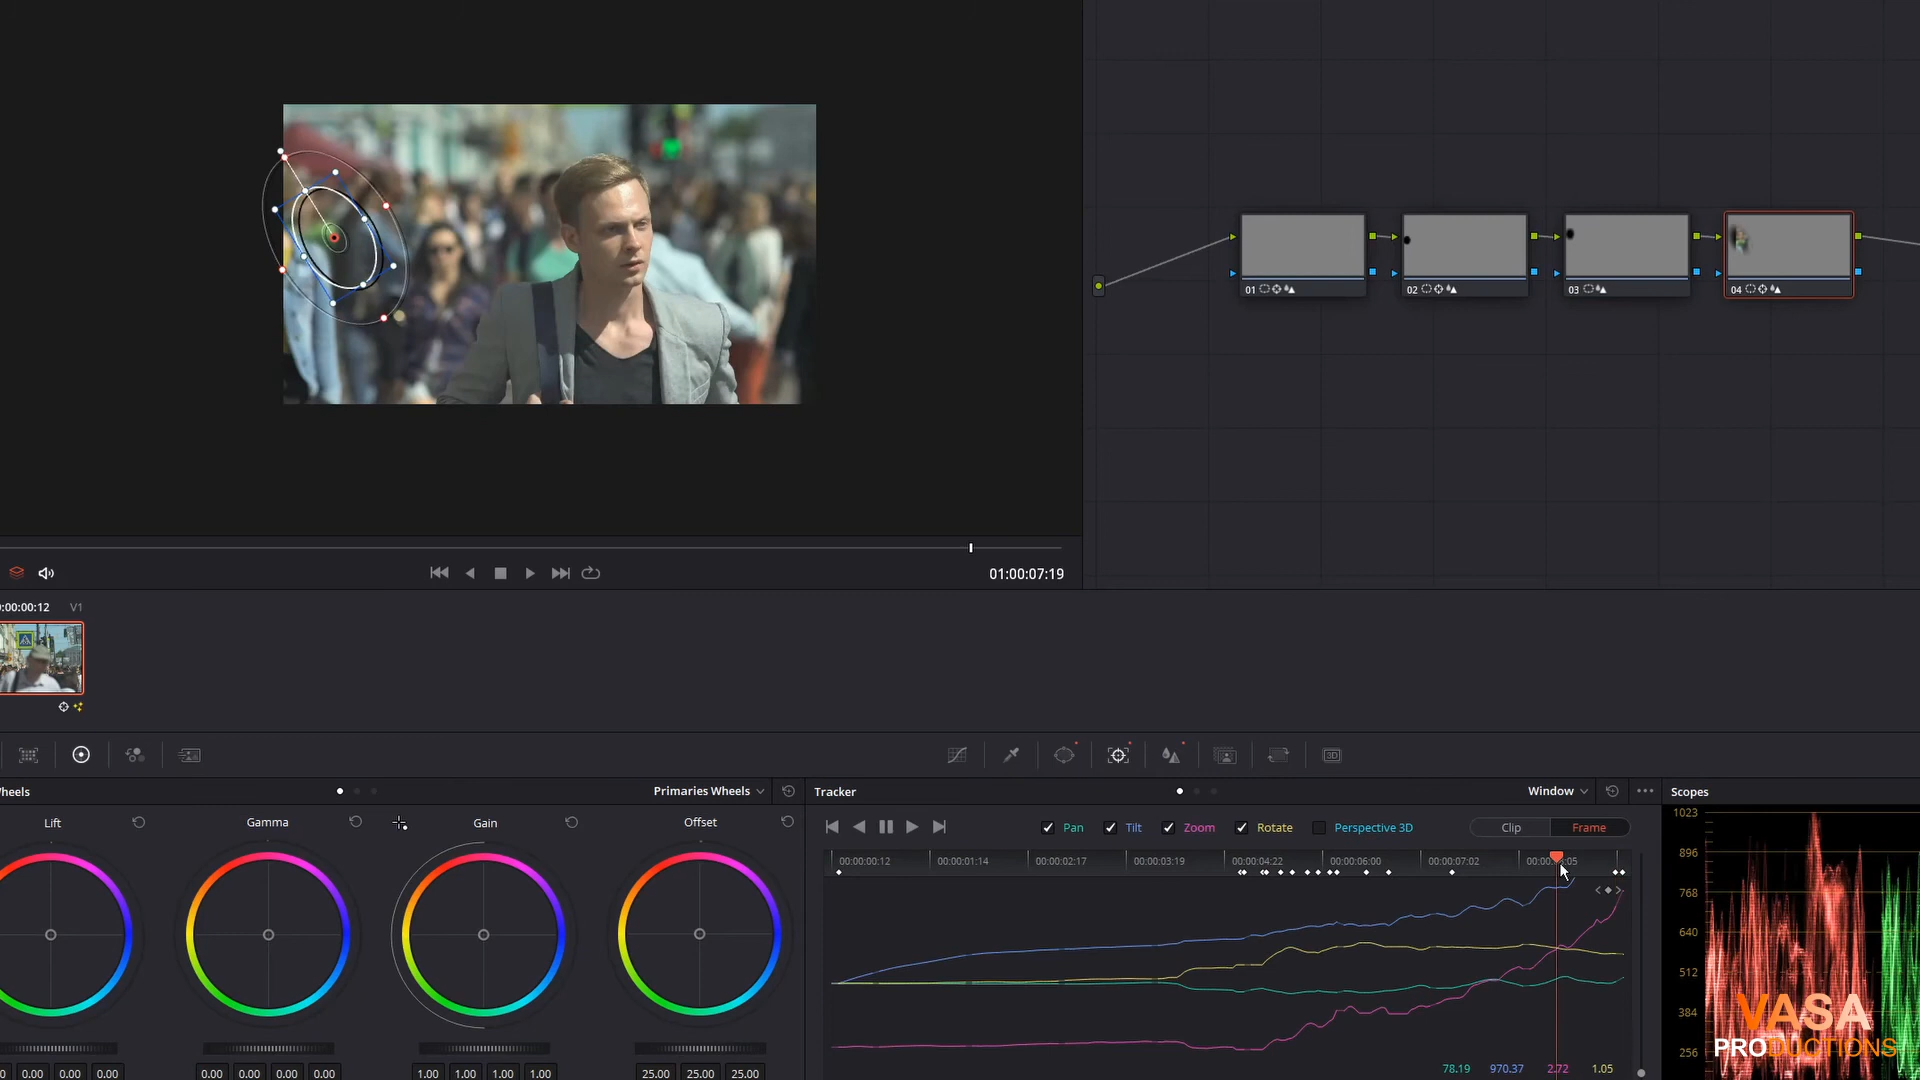 01
02
03
04
01:00:07:19
0:00:00:12 V1
Wheels
Primaries Wheels
Tracker
Window
Scopes
Lift
Gamma
Gain
Offset
Pan
Tilt
Zoom
Rotate
Perspective 3D
Clip
Frame
00:00:00:12
00:00:01:14
00:00:02:17
00:00:03:19
00:00:04:22
00:00:06:00
00:00:07:02
1023
896
768
640
512
384
256
3D
VASA
PRODUCTIONS
0.00 0.00 0.00
0.00 0.00 0.00 0.00
1.00 1.00 1.00 1.00
25.00 25.00 25.00
78.19 970.37 2.72 1.05